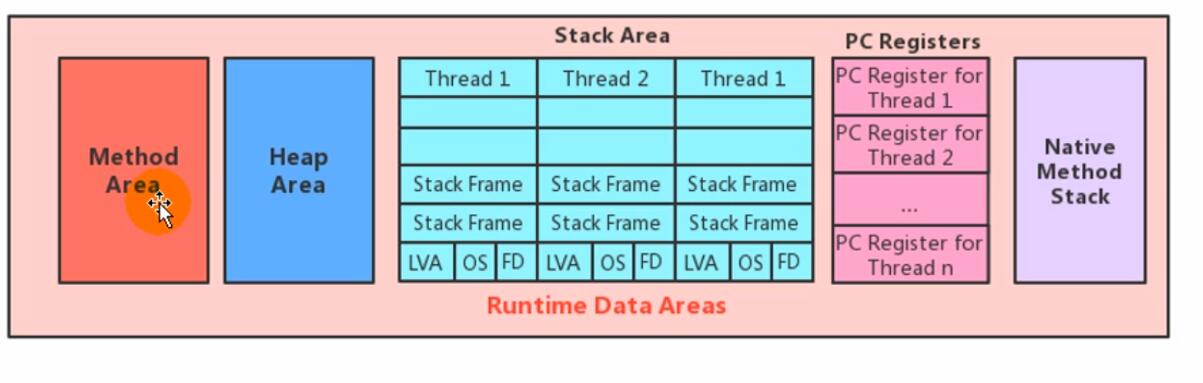 Stack Area
PC Registers
Method
Area
Heap
Area
Thread 1
Thread 2
Thread 1
Stack Frame
Stack Frame
Stack Frame
Stack Frame
Stack Frame
Stack Frame
LVA
OS
FD
LVA
OS
FD
LVA
OS
FD
PC Register for
Thread 1
PC Register for
Thread 2
...
PC Register for
Thread n
Native
Method
Stack
Runtime Data Areas